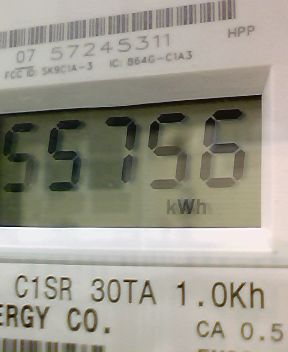 07 57245311
HPP
FCC ID: SK9C1A-3 IC: 864G-C1A3
55756
kWh
C1SR 30TA 1.0Kh
ERGY CO.
CA 0.5